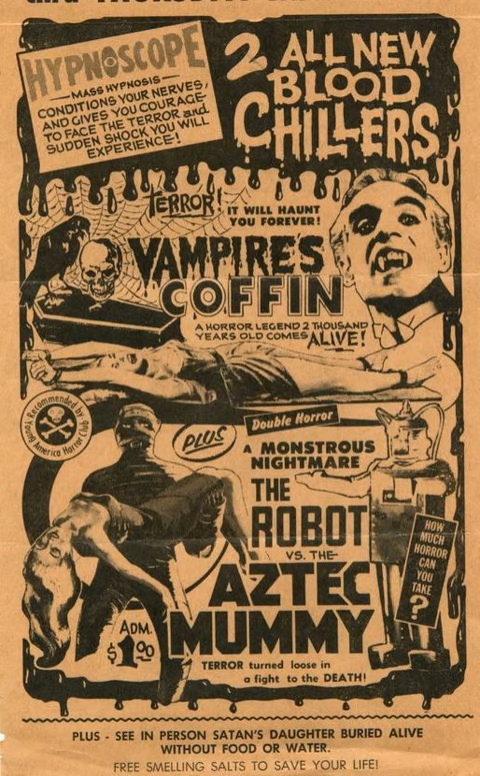 HYPNOSCOPE
MASS HYPNOSIS
CONDITIONS YOUR NERVES,
AND GIVES YOU COURAGE
TO FACE THE TERROR and
SUDDEN SHOCK YOU WILL
EXPERIENCE!
2 ALL NEW
BLOOD
CHILLERS
TERROR! IT WILL HAUNT
YOU FOREVER!
VAMPIRE'S
COFFIN
A HORROR LEGEND 2 THOUSAND
YEARS OLD COMES ALIVE!
Recommended by
Young America Horror Club
PLUS
Double Horror
A MONSTROUS
NIGHTMARE
THE
ROBOT
VS. THE
AZTEC
MUMMY
HOW
MUCH
HORROR
CAN
YOU
TAKE
?
ADM.
$1.00
TERROR turned loose in
a fight to the DEATH!
PLUS - SEE IN PERSON SATAN'S DAUGHTER BURIED ALIVE
WITHOUT FOOD OR WATER.
FREE SMELLING SALTS TO SAVE YOUR LIFE!